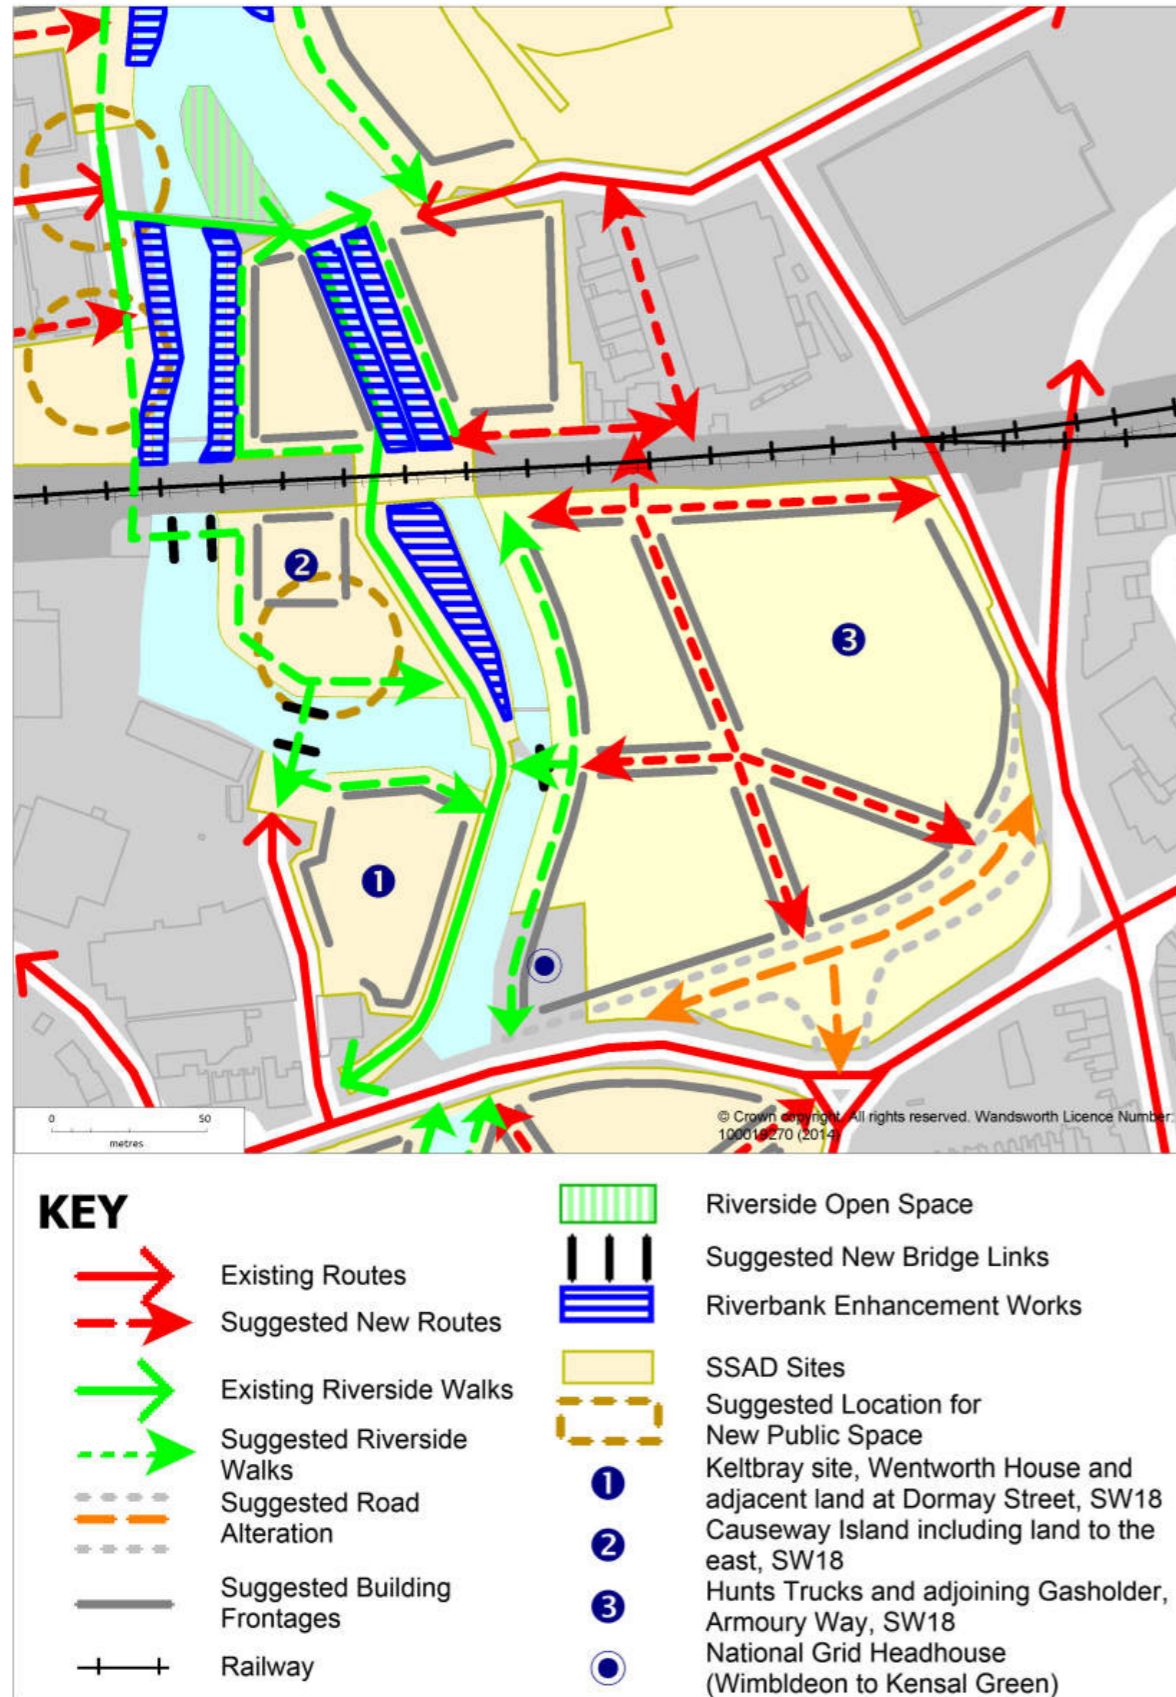 2
3
1
0 50
metres
© Crown copyright. All rights reserved. Wandsworth Licence Number:
100019270 (2014)
KEY
Existing Routes
Suggested New Routes
Existing Riverside Walks
Suggested Riverside
Walks
Suggested Road
Alteration
Suggested Building
Frontages
Railway
Riverside Open Space
Suggested New Bridge Links
Riverbank Enhancement Works
SSAD Sites
Suggested Location for
New Public Space
1 Keltbray site, Wentworth House and
adjacent land at Dormay Street, SW18
2 Causeway Island including land to the
east, SW18
3 Hunts Trucks and adjoining Gasholder,
Armoury Way, SW18
National Grid Headhouse
(Wimbldeon to Kensal Green)